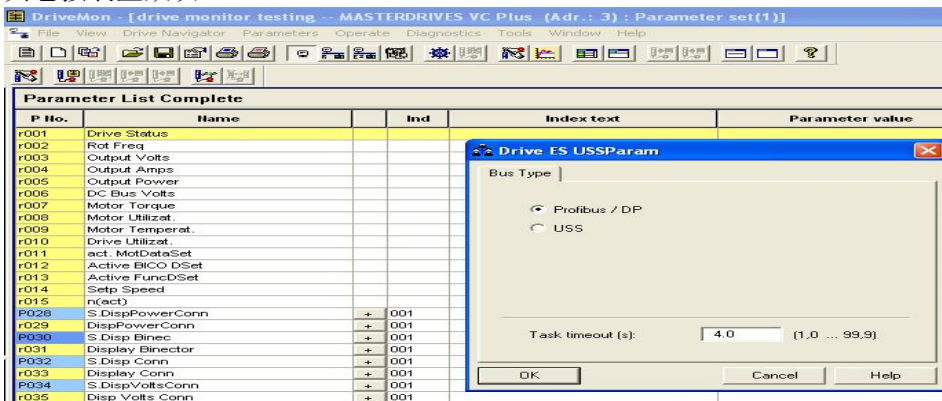 DriveMon - [drive monitor testing -- MASTERDRIVES VC Plus (Adr.: 3) : Parameter set(1)]
File View Drive Navigator Parameters Operate Diagnostics Tools Window Help
Parameter List Complete
P No. Name Ind Index text Parameter value
r001 Drive Status
r002 Rot Freq
r003 Output Volts
r004 Output Amps
r005 Output Power
r006 DC Bus Volts
r007 Motor Torque
r008 Motor Utilizat.
r009 Motor Temperat.
r010 Drive Utilizat.
r011 act. MotDataSet
r012 Active BICO DSet
r013 Active FuncDSet
r014 Setp Speed
r015 n(act)
P028 S.DispPowerConn + 001
r029 DispPowerConn + 001
P030 S.Disp Binec + 001
r031 Display Binector + 001
P032 S.Disp Conn + 001
r033 Display Conn + 001
P034 S.DispVoltsConn + 001
r035 Disp Volts Conn + 001
Drive ES USSParam
Bus Type
Profibus / DP
USS
Task timeout (s): 4.0 (1,0 ... 99,9)
OK Cancel Help